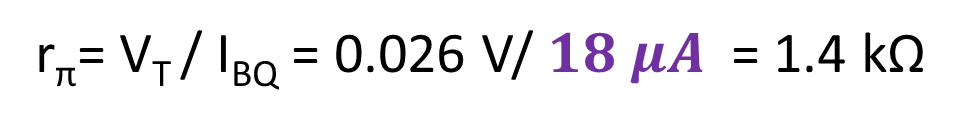 rπ= VT / IBQ = 0.026 V/ 18 μA = 1.4 kΩ